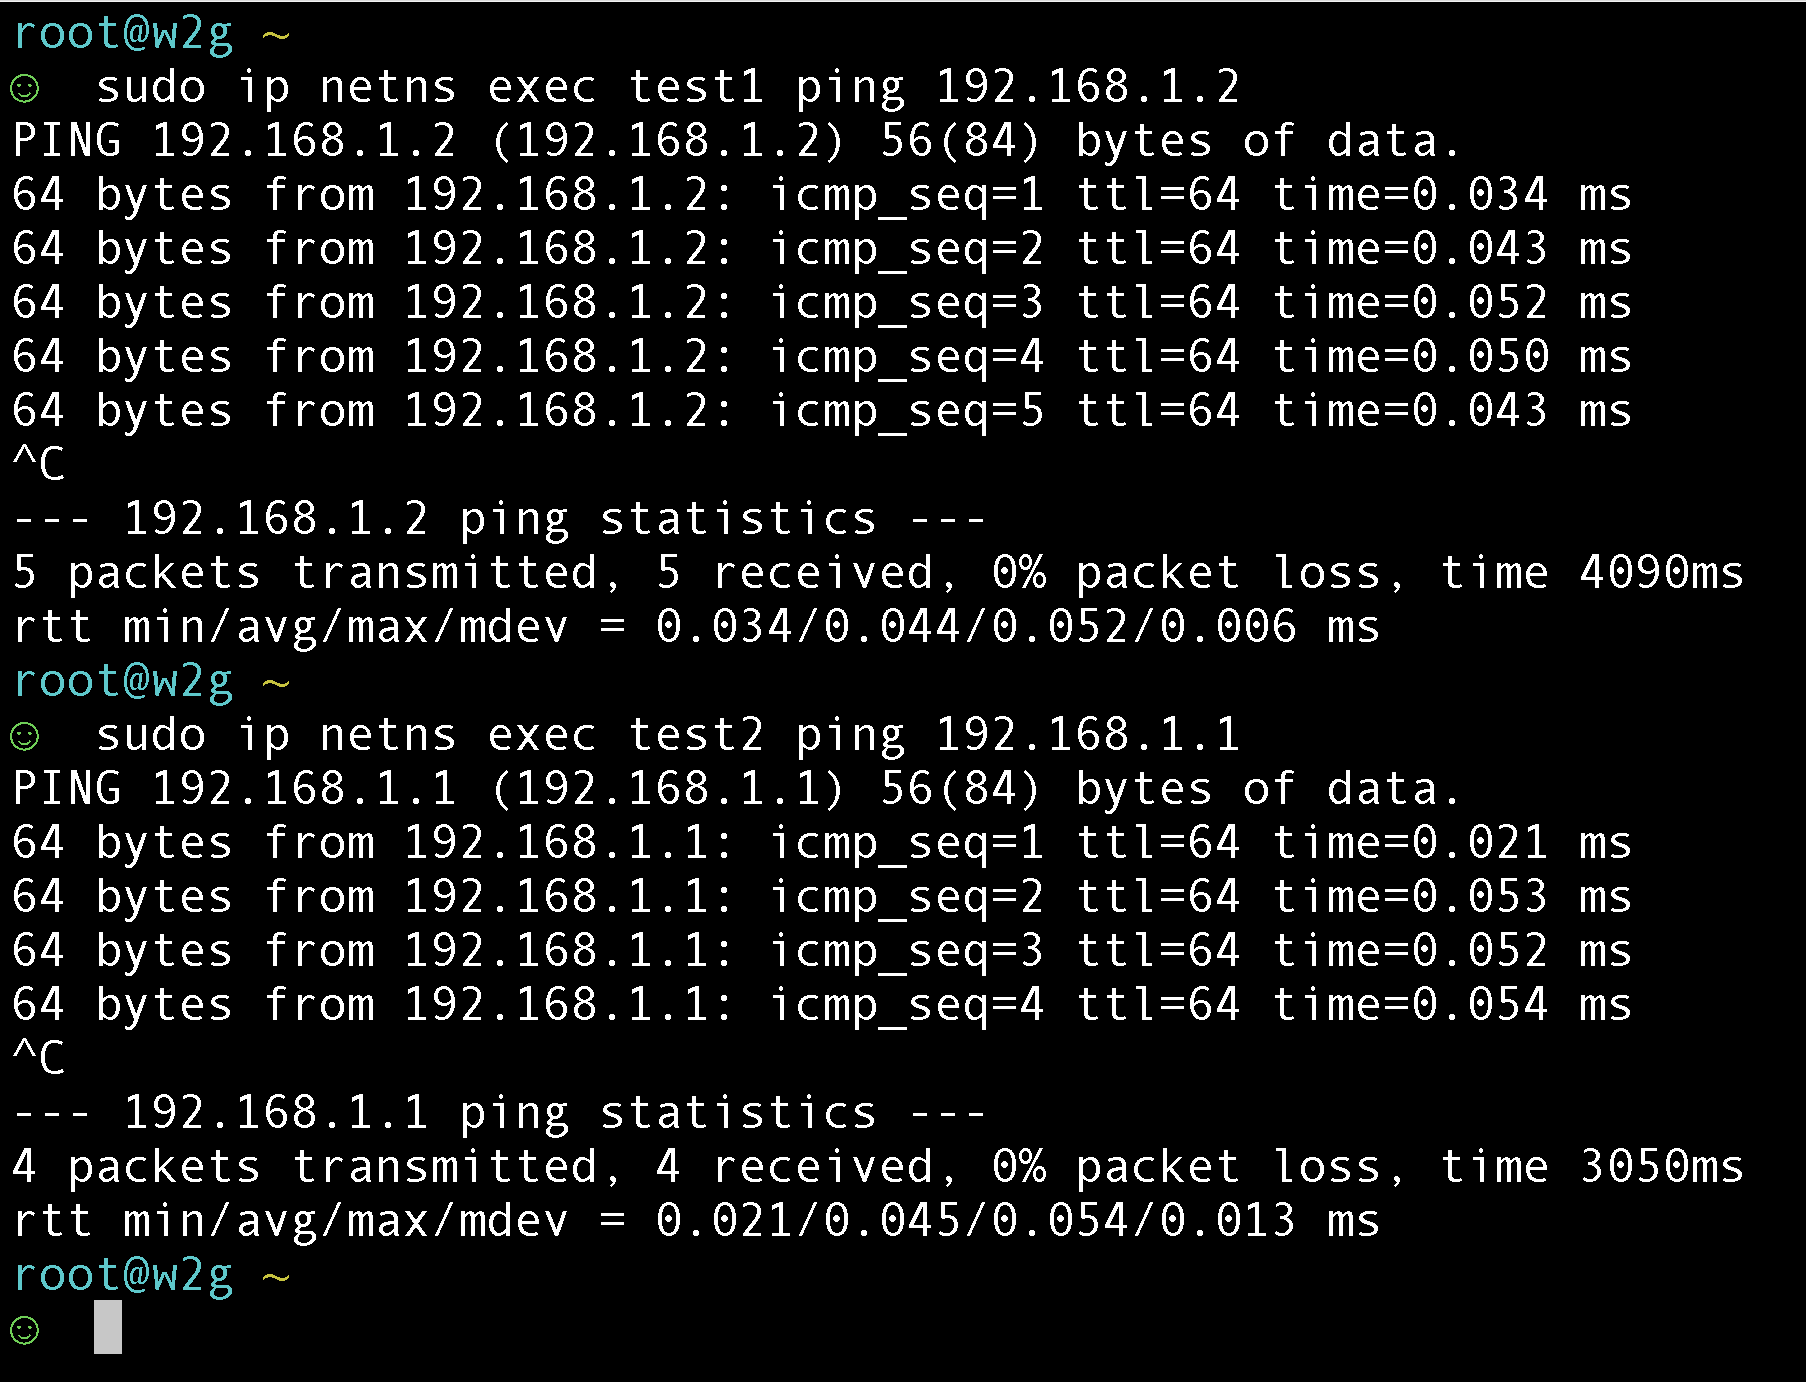 root@w2g ~
☺  sudo ip netns exec test1 ping 192.168.1.2
PING 192.168.1.2 (192.168.1.2) 56(84) bytes of data.
64 bytes from 192.168.1.2: icmp_seq=1 ttl=64 time=0.034 ms
64 bytes from 192.168.1.2: icmp_seq=2 ttl=64 time=0.043 ms
64 bytes from 192.168.1.2: icmp_seq=3 ttl=64 time=0.052 ms
64 bytes from 192.168.1.2: icmp_seq=4 ttl=64 time=0.050 ms
64 bytes from 192.168.1.2: icmp_seq=5 ttl=64 time=0.043 ms
^C
--- 192.168.1.2 ping statistics ---
5 packets transmitted, 5 received, 0% packet loss, time 4090ms
rtt min/avg/max/mdev = 0.034/0.044/0.052/0.006 ms
root@w2g ~
☺  sudo ip netns exec test2 ping 192.168.1.1
PING 192.168.1.1 (192.168.1.1) 56(84) bytes of data.
64 bytes from 192.168.1.1: icmp_seq=1 ttl=64 time=0.021 ms
64 bytes from 192.168.1.1: icmp_seq=2 ttl=64 time=0.053 ms
64 bytes from 192.168.1.1: icmp_seq=3 ttl=64 time=0.052 ms
64 bytes from 192.168.1.1: icmp_seq=4 ttl=64 time=0.054 ms
^C
--- 192.168.1.1 ping statistics ---
4 packets transmitted, 4 received, 0% packet loss, time 3050ms
rtt min/avg/max/mdev = 0.021/0.045/0.054/0.013 ms
root@w2g ~
☺